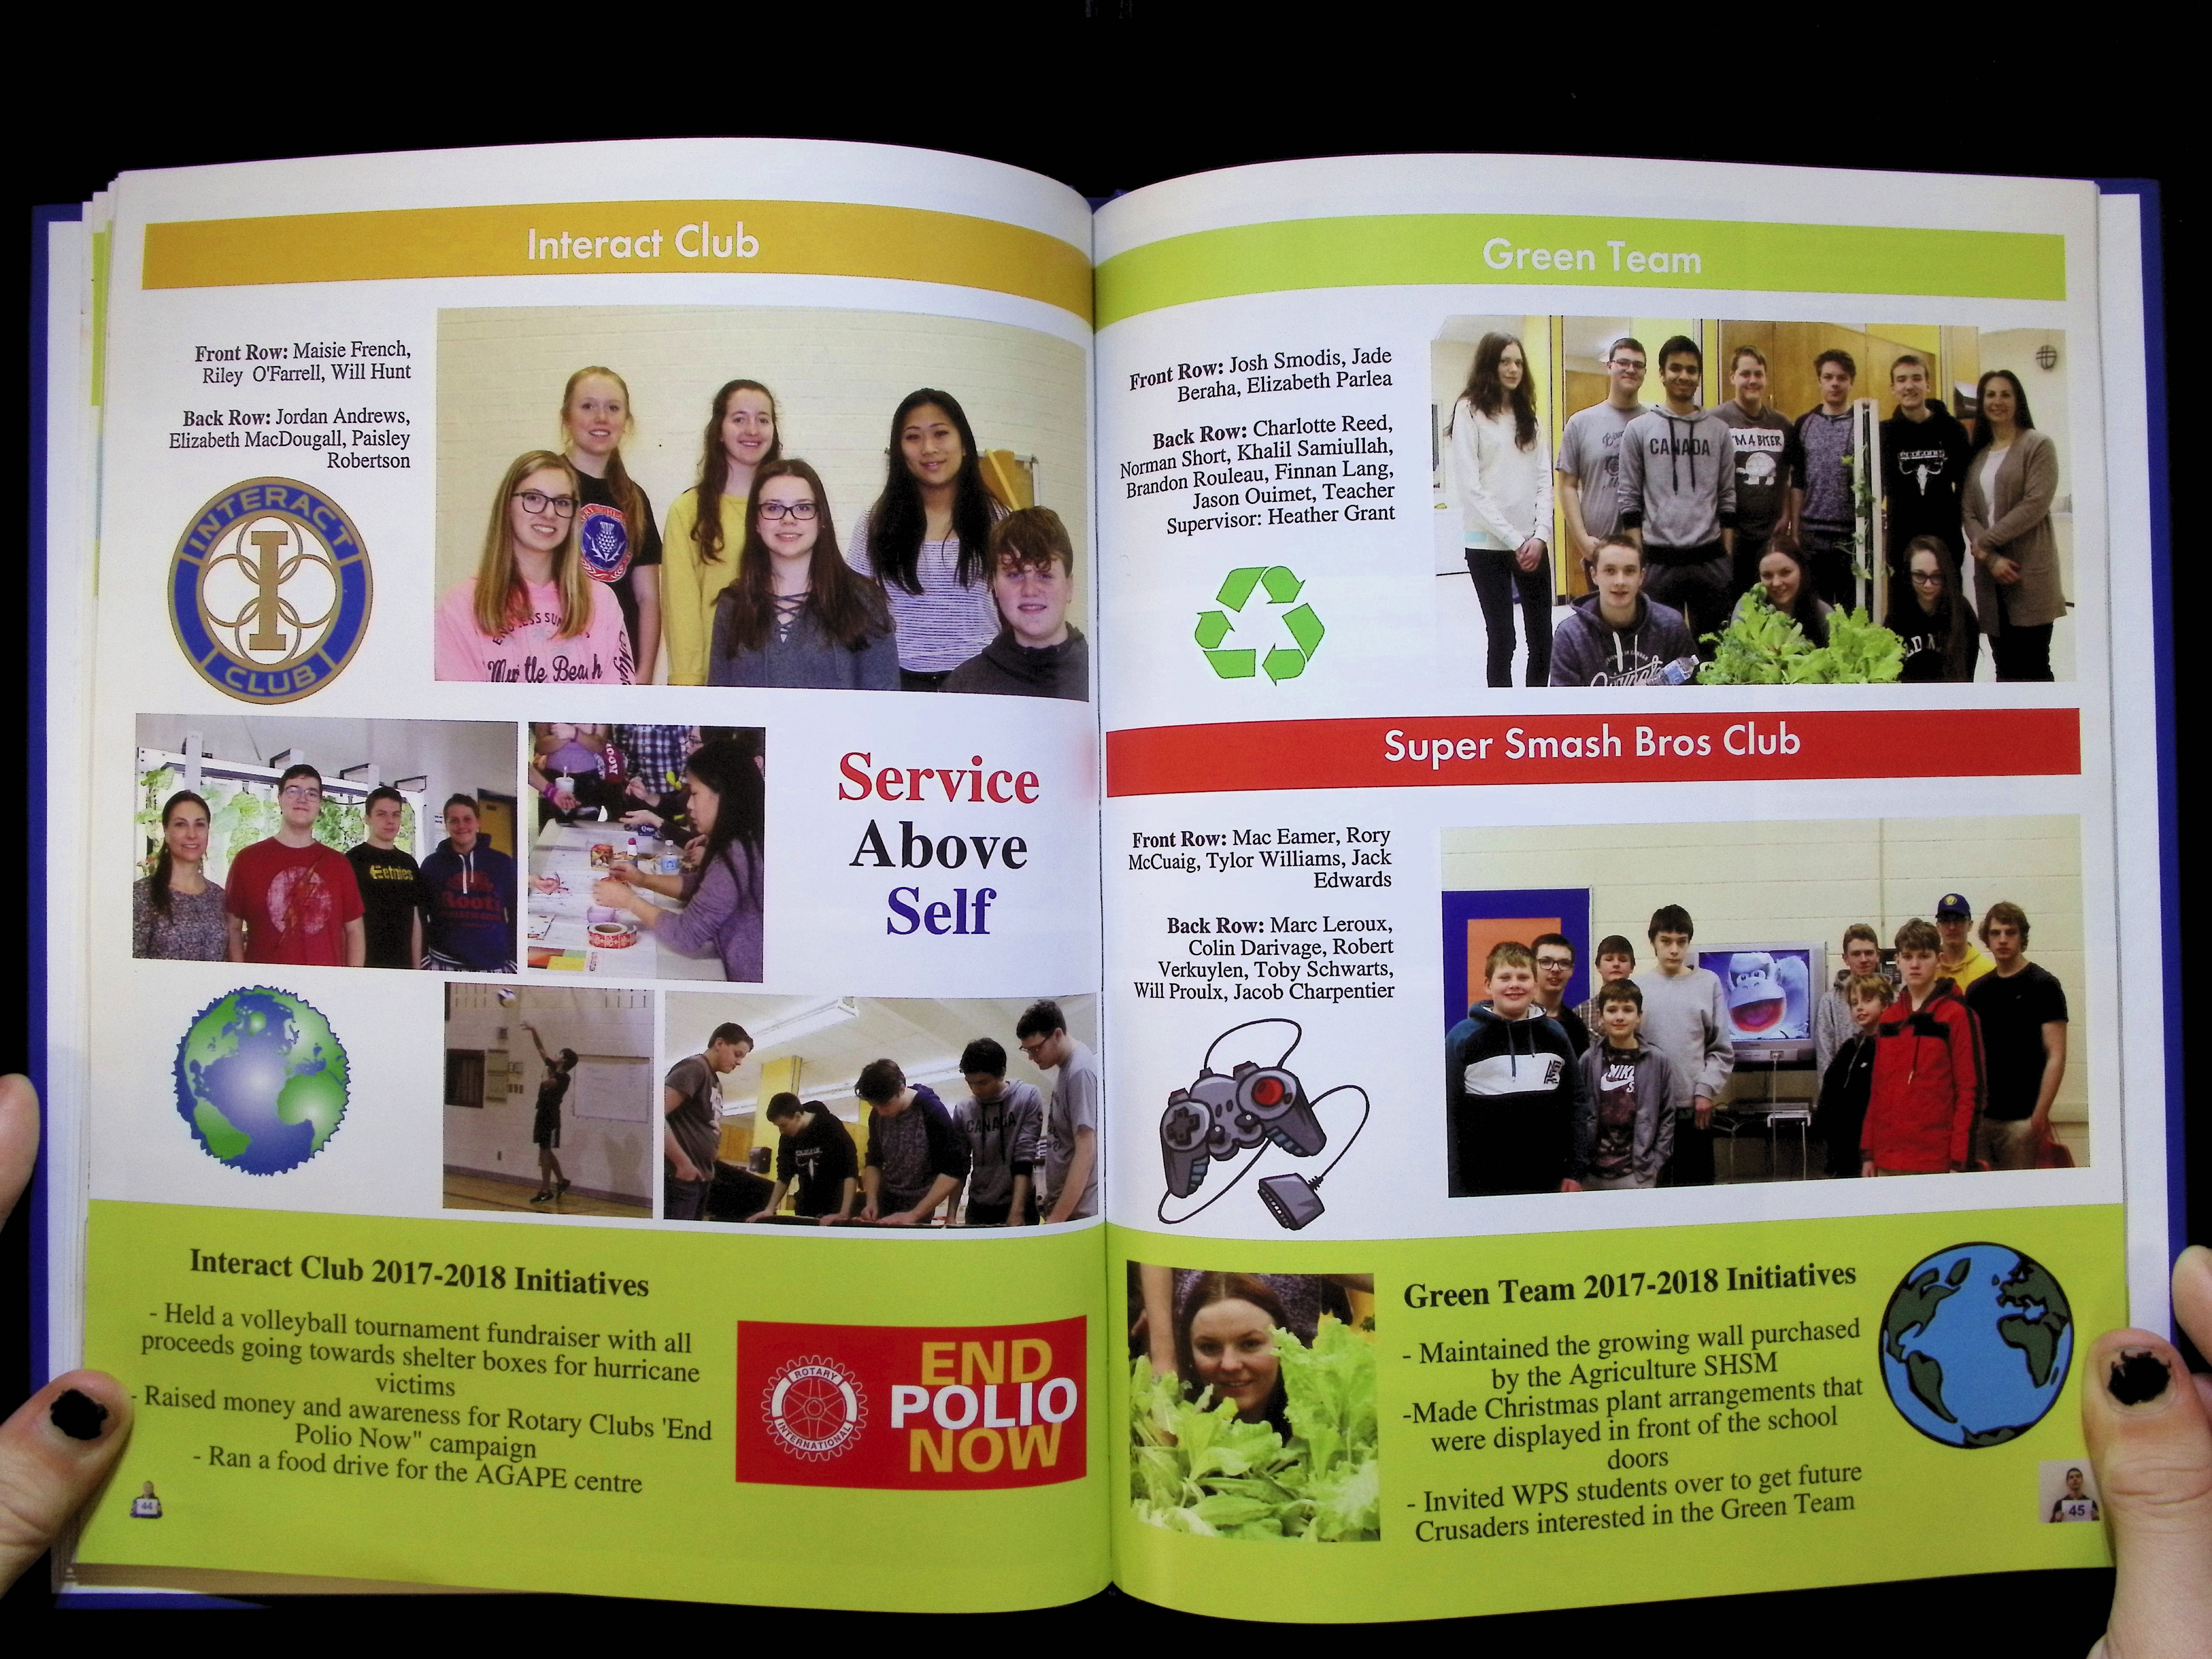 Interact Club
Front Row: Maisie French,
Riley O'Farrell, Will Hunt
Back Row: Jordan Andrews,
Elizabeth MacDougall, Paisley
Robertson
INTERACT
I
CLUB
Myrtle Beach
Eetnies
Roots
CANADA
Service
Above
Self
Interact Club 2017-2018 Initiatives
- Held a volleyball tournament fundraiser with all
proceeds going towards shelter boxes for hurricane
victims
- Raised money and awareness for Rotary Clubs 'End
Polio Now" campaign
- Ran a food drive for the AGAPE centre
ROTARY
INTERNATIONAL
END
POLIO
NOW
44
Green Team
Front Row: Josh Smodis, Jade
Beraha, Elizabeth Parlea
Back Row: Charlotte Reed,
Norman Short, Khalil Samiullah,
Brandon Rouleau, Finnan Lang,
Jason Ouimet, Teacher
Supervisor: Heather Grant
CANADA
I'M A BITER
Super Smash Bros Club
Front Row: Mac Eamer, Rory
McCuaig, Tylor Williams, Jack
Edwards
Back Row: Marc Leroux,
Colin Darivage, Robert
Verkuylen, Toby Schwarts,
Will Proulx, Jacob Charpentier
NIKE
Green Team 2017-2018 Initiatives
- Maintained the growing wall purchased
by the Agriculture SHSM
-Made Christmas plant arrangements that
were displayed in front of the school
doors
- Invited WPS students over to get future
Crusaders interested in the Green Team
45